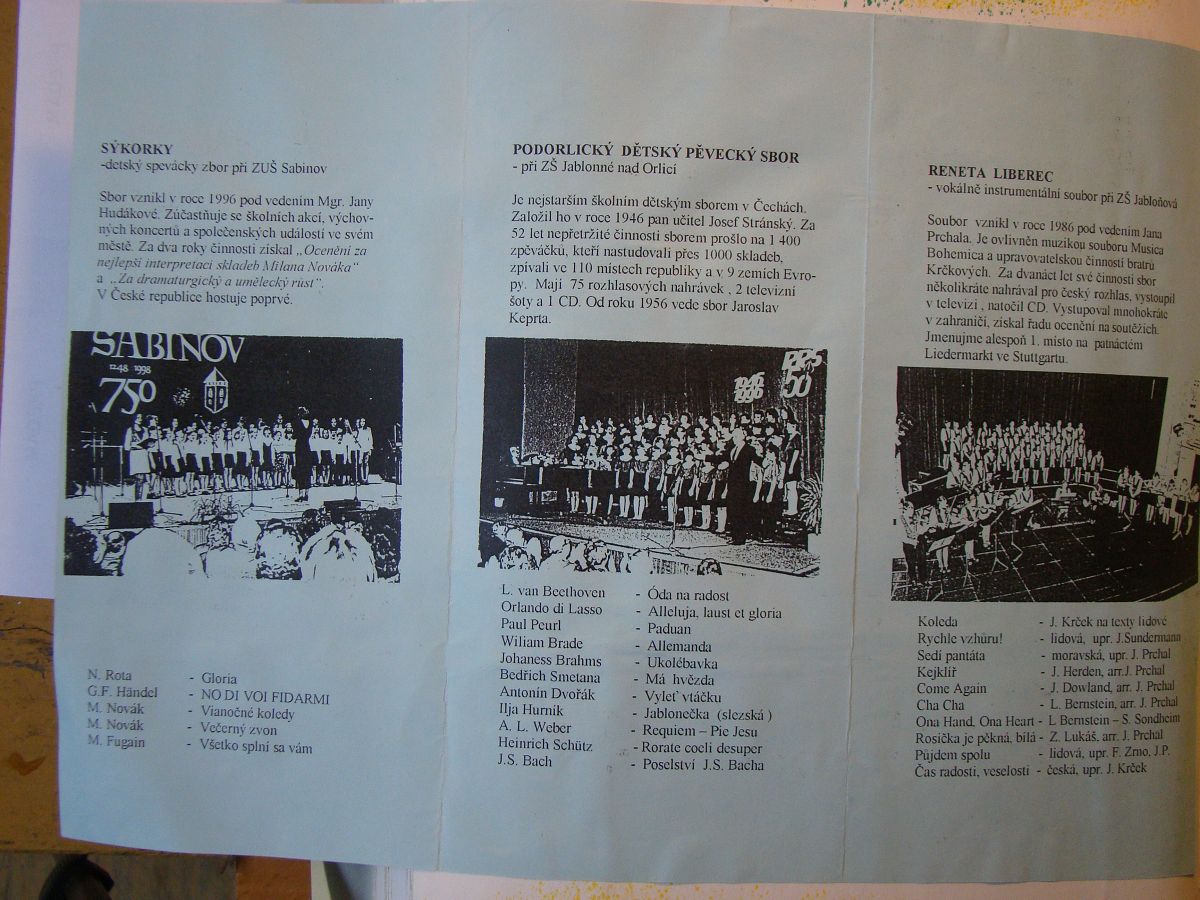 SÝKORKY
-detský spevácky zbor při ZUŠ Sabinov
Sbor vznikl v roce 1996 pod vedením Mgr. Jany
Hudákové. Zúčastňuje se školních akcí, výchov-
ných koncertů a společenských událostí ve svém
městě. Za dva roky činnosti získal „Ocenění za
nejlepši interpretaci skladeb Milana Nováka“
a „Za dramaturgický a umělecký růst“.
V České republice hostuje poprvé.
SABINOV
1248 1998
750
N. Rota - Gloria
G.F. Händel - NO DI VOI FIDARMI
M. Novák - Vianočné koledy
M. Novák - Večerný zvon
M. Fugain - Všetko splní sa vám
PODORLICKÝ DĚTSKÝ PĚVECKÝ SBOR
- při ZŠ Jablonné nad Orlicí
Je nejstarším školním dětským sborem v Čechách.
Založil ho v roce 1946 pan učitel Josef Stránský. Za
52 let nepřetržité činnosti sborem prošlo na 1 400
zpěváčků, kteří nastudovali přes 1000 skladeb,
zpívali ve 110 místech republiky a v 9 zemích Evro-
py. Mají 75 rozhlasových nahrávek , 2 televizní
šoty a 1 CD. Od roku 1956 vede sbor Jaroslav
Keprta.
1946
1996
50
L. van Beethoven - Óda na radost
Orlando di Lasso - Alleluja, laust et gloria
Paul Peurl - Paduan
Wiliam Brade - Allemanda
Johaness Brahms - Ukolébavka
Bedřich Smetana - Má hvězda
Antonín Dvořák - Vyleť vtáčku
Ilja Hurník - Jablonečka (slezská )
A. L. Weber - Requiem – Pie Jesu
Heinrich Schütz - Rorate coeli desuper
J.S. Bach - Poselství J.S. Bacha
RENETA LIBEREC
- vokálně instrumentální soubor při ZŠ Jabloňová
Soubor vznikl v roce 1986 pod vedením Jana
Prchala. Je ovlivněn muzikou souboru Musica
Bohemica a upravovatelskou činností bratrů
Krčkových. Za dvanáct let své činnosti sbor
několikráte nahrával pro český rozhlas, vystoupil
v televizi , natočil CD. Vystupoval mnohokráte
v zahraničí, získal řadu ocenění na soutěžích.
Jmenujme alespoň 1. místo na patnáctém
Liedermarkt ve Stuttgartu.
Koleda - J. Krček na texty lidové
Rychle vzhůru! - lidová, upr. J.Sundermann
Sedí pantáta - moravská, upr. J. Prchal
Kejklíř - J. Herden, arr.J. Prchal
Come Again - J. Dowland, arr. J. Prchal
Cha Cha - L. Bernstein, arr. J. Prchal
Ona Hand, Ona Heart - L Bernstein – S. Sondheim
Rosička je pěkná, bílá - Z. Lukáš, arr. J. Prchal
Půjdem spolu - lidová, upr. F. Zrno, J.P.
Čas radosti, veselosti - česká, upr. J. Krček